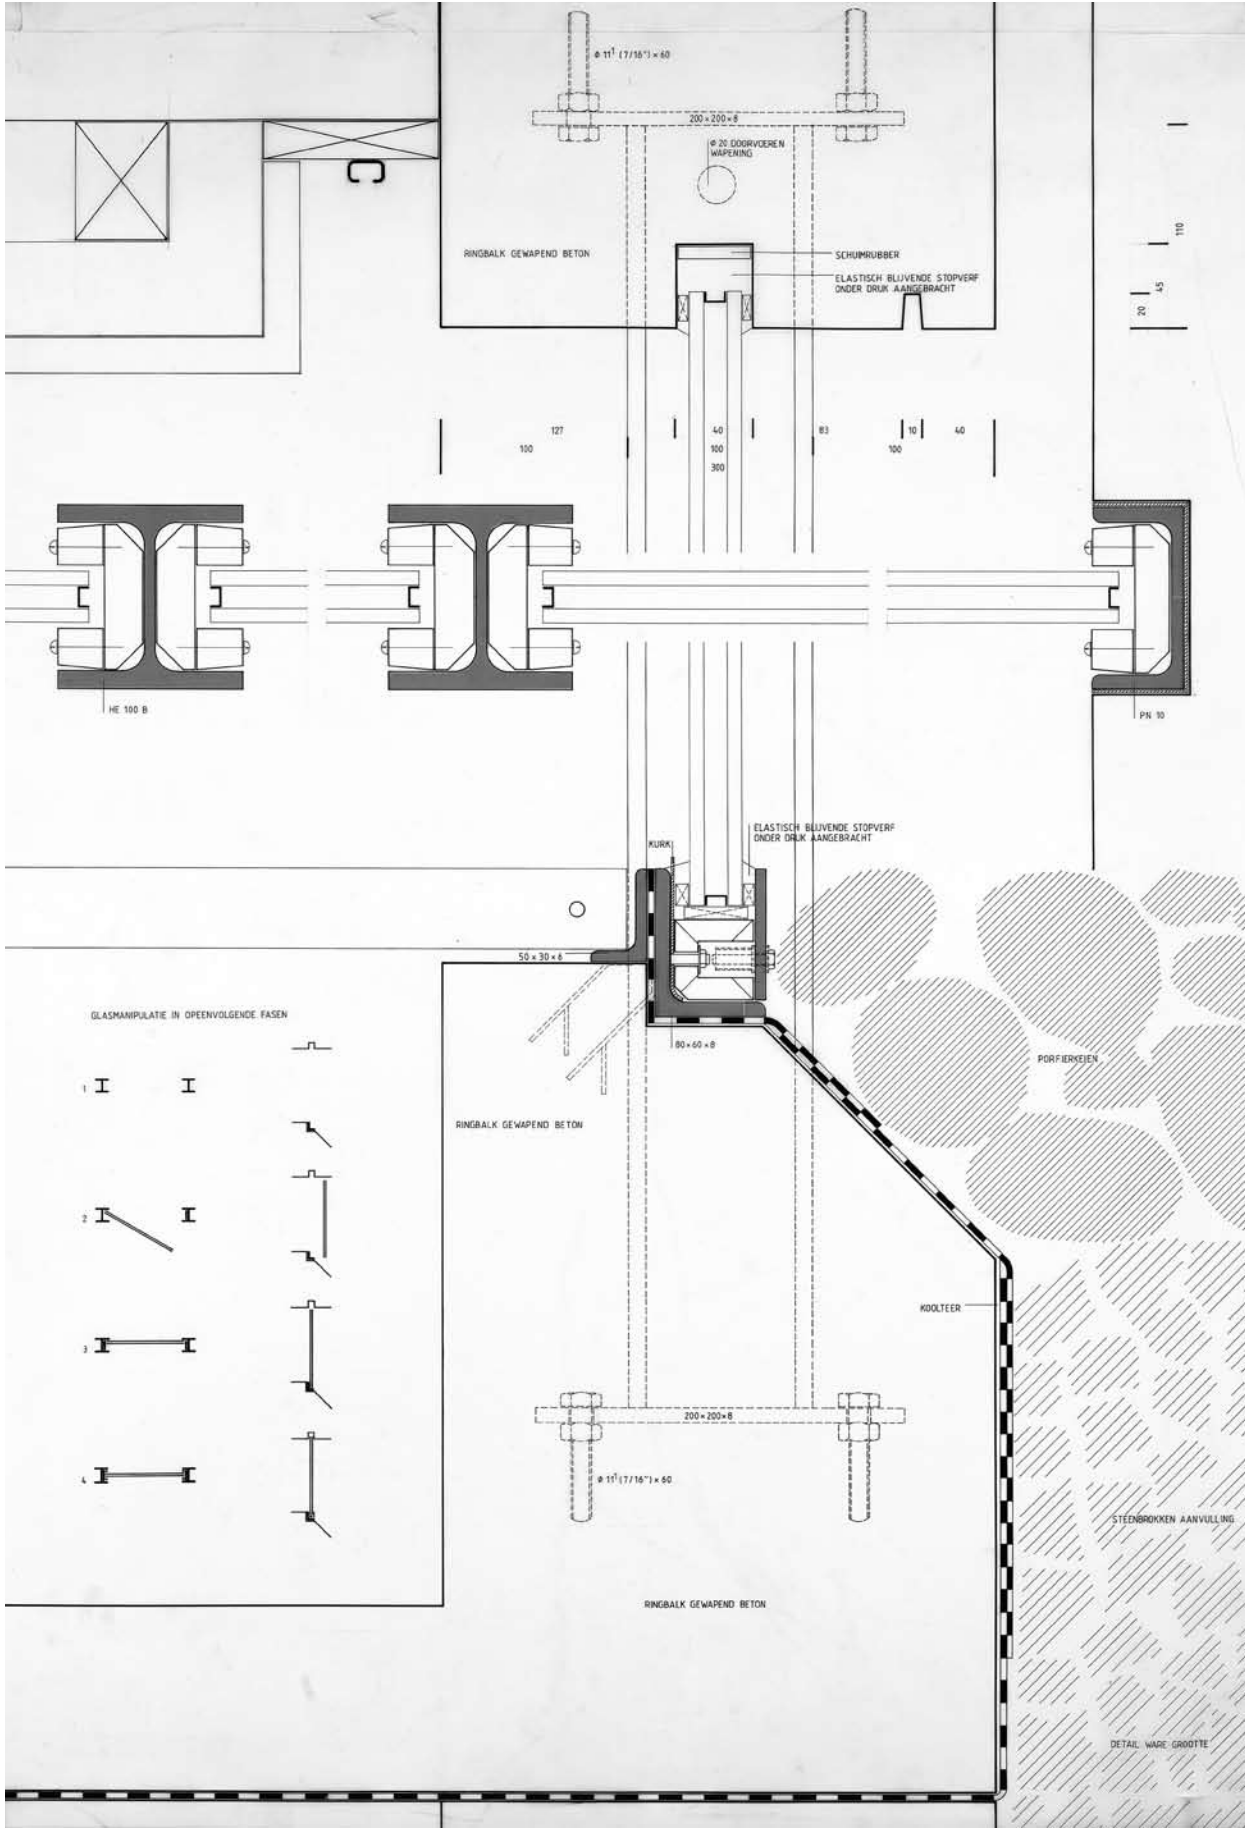 φ 11¹ (7/16") × 60
200 × 200 × 8
φ 20 DOORVOEREN
WAPENING
RINGBALK GEWAPEND BETON
SCHUIMRUBBER
ELASTISCH BLIJVENDE STOPVERF
ONDER DRUK AANGEBRACHT
110
45
20
127
40
83
10
40
100
100
100
300
HE 100 B
PN 10
ELASTISCH BLIJVENDE STOPVERF
ONDER DRUK AANGEBRACHT
KURK
50 × 30 × 6
GLASMANIPULATIE IN OPEENVOLGENDE FASEN
80 × 60 × 8
PORFIERKEIEN
1
RINGBALK GEWAPEND BETON
2
KOOLTEER
3
200 × 200 × 8
4
φ 11¹ (7/16") × 60
STEENBROKKEN AANVULLING
RINGBALK GEWAPEND BETON
DETAIL WARE GROOTTE